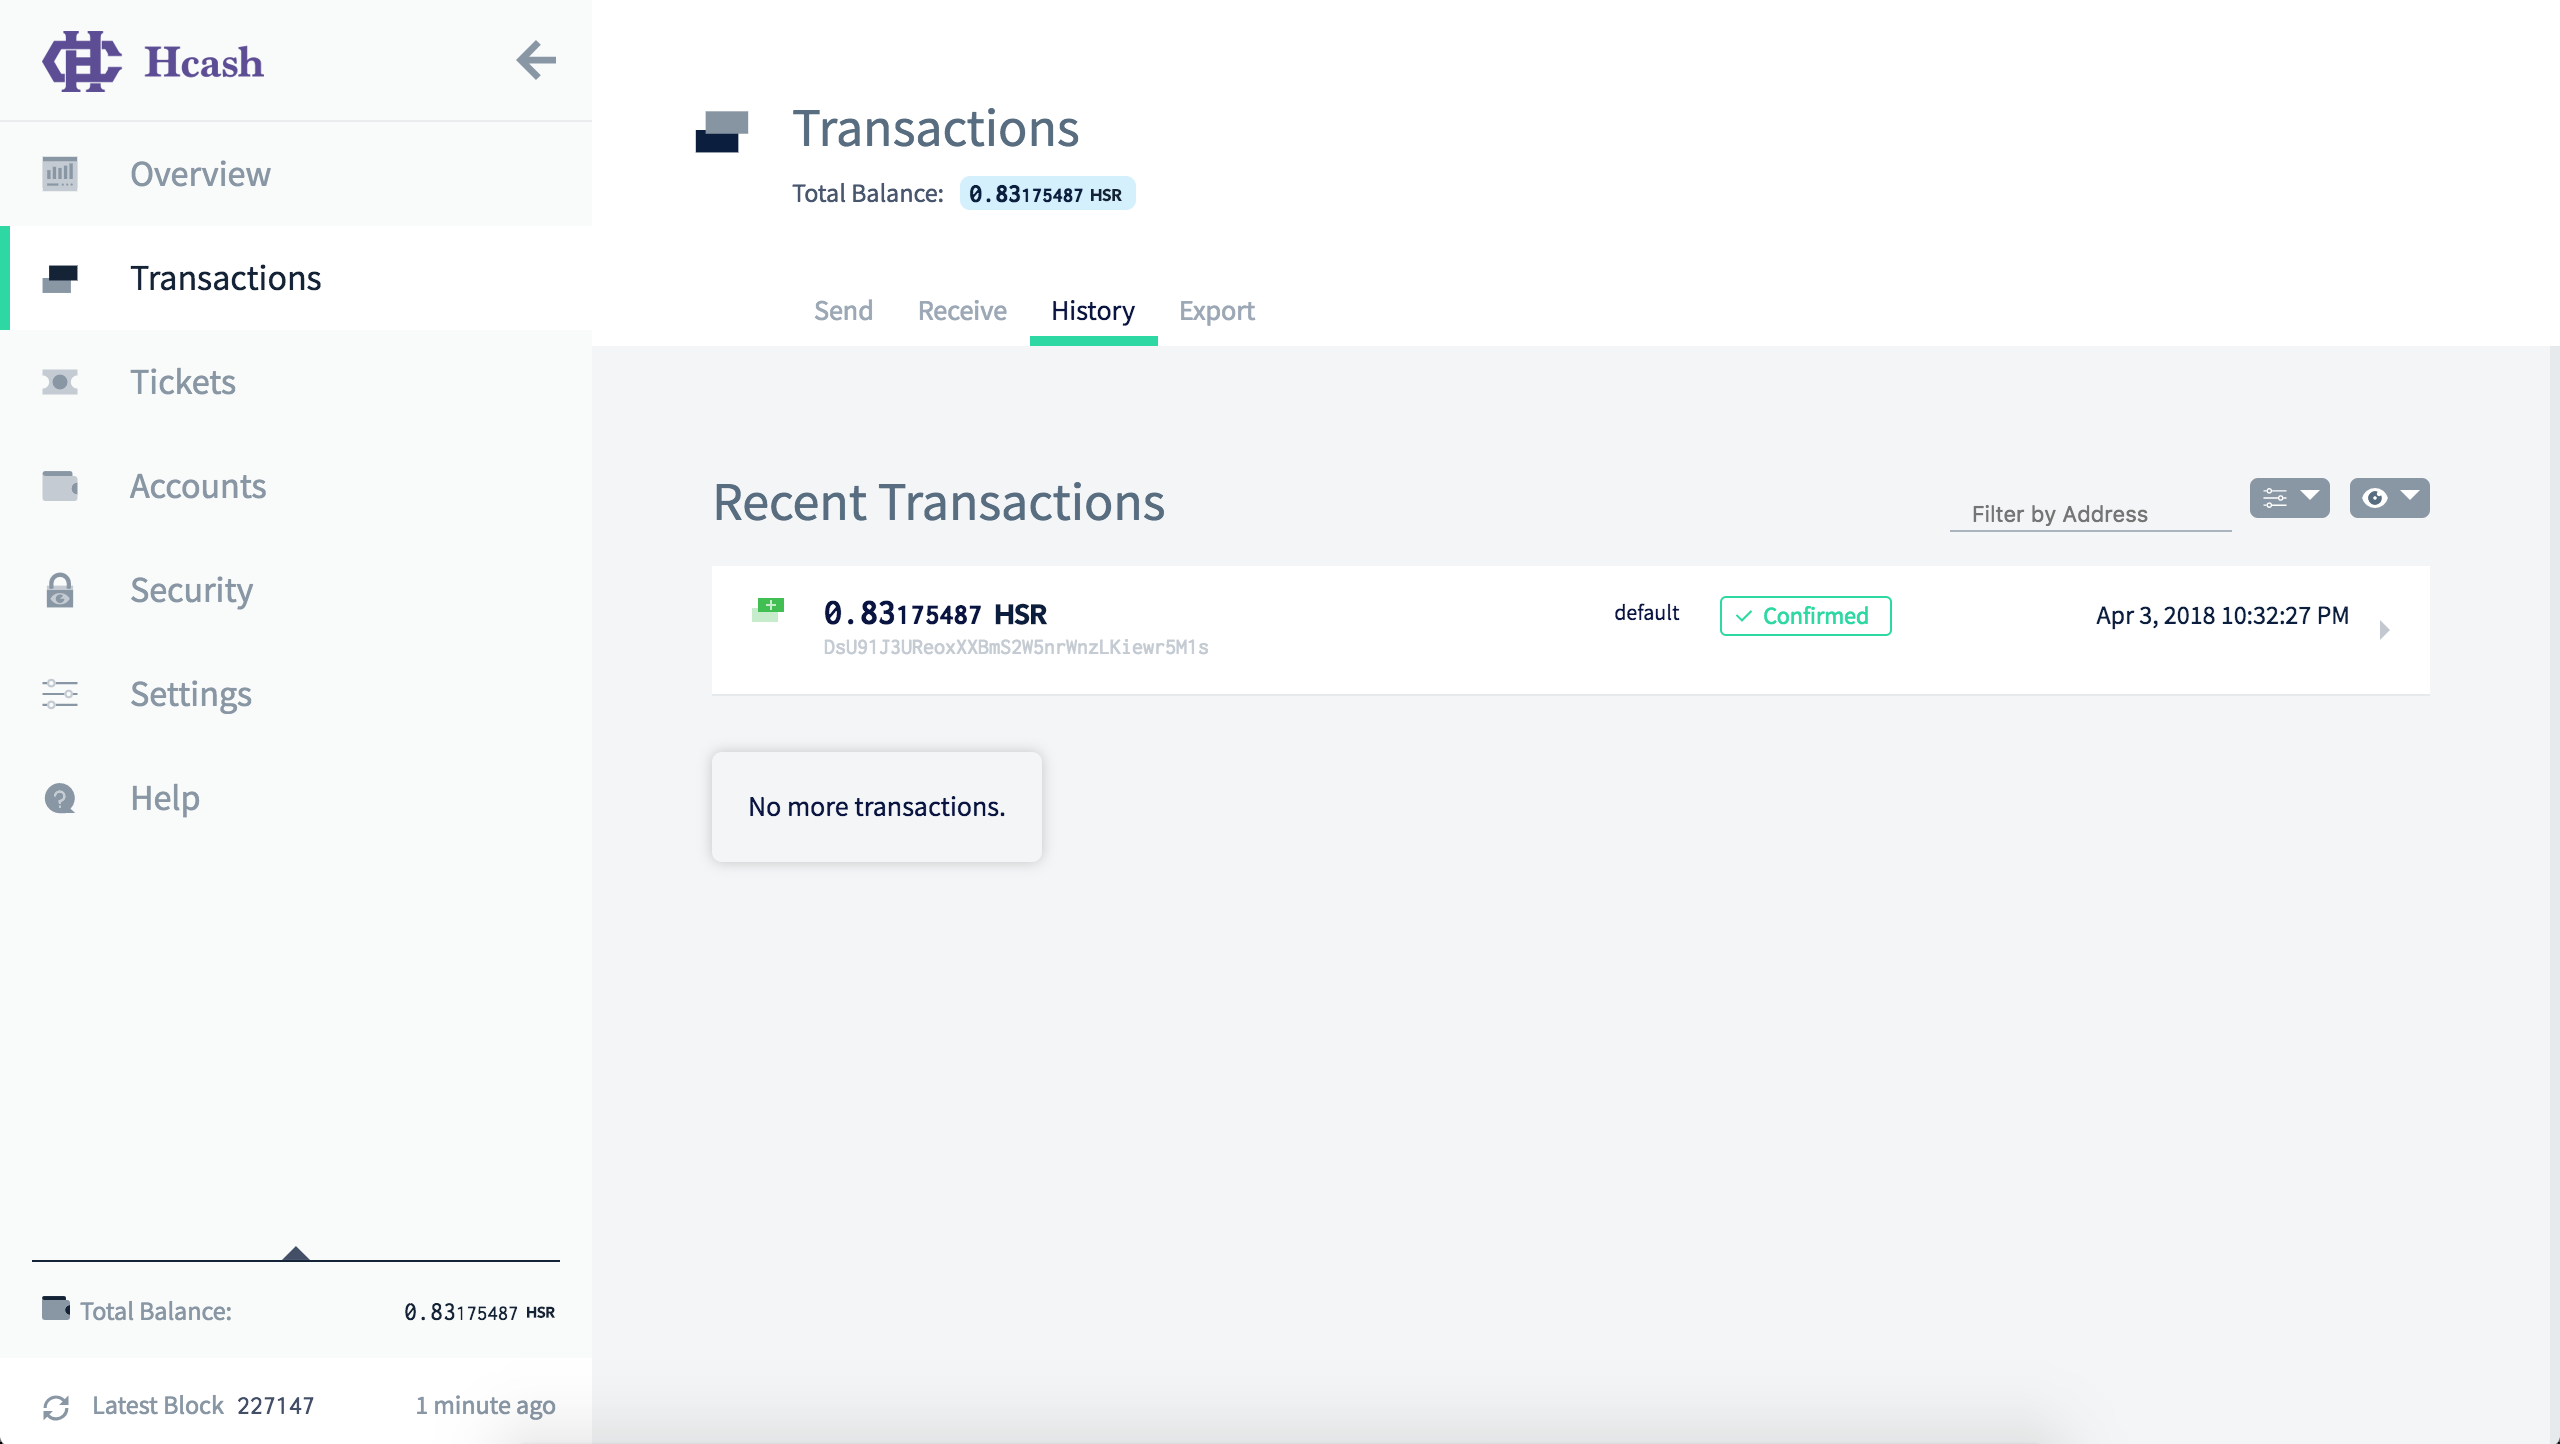 Hcash
Overview
Transactions
Tickets
Accounts
Security
Settings
Help
Total Balance: 0.83175487 HSR
Latest Block 227147 1 minute ago
Transactions
Total Balance: 0.83175487 HSR
Send Receive History Export
Recent Transactions
Filter by Address
0.83175487 HSR default Confirmed Apr 3, 2018 10:32:27 PM
DsU91J3UReoxXXBmS2W5nrWnzLKiewr5M1s
No more transactions.